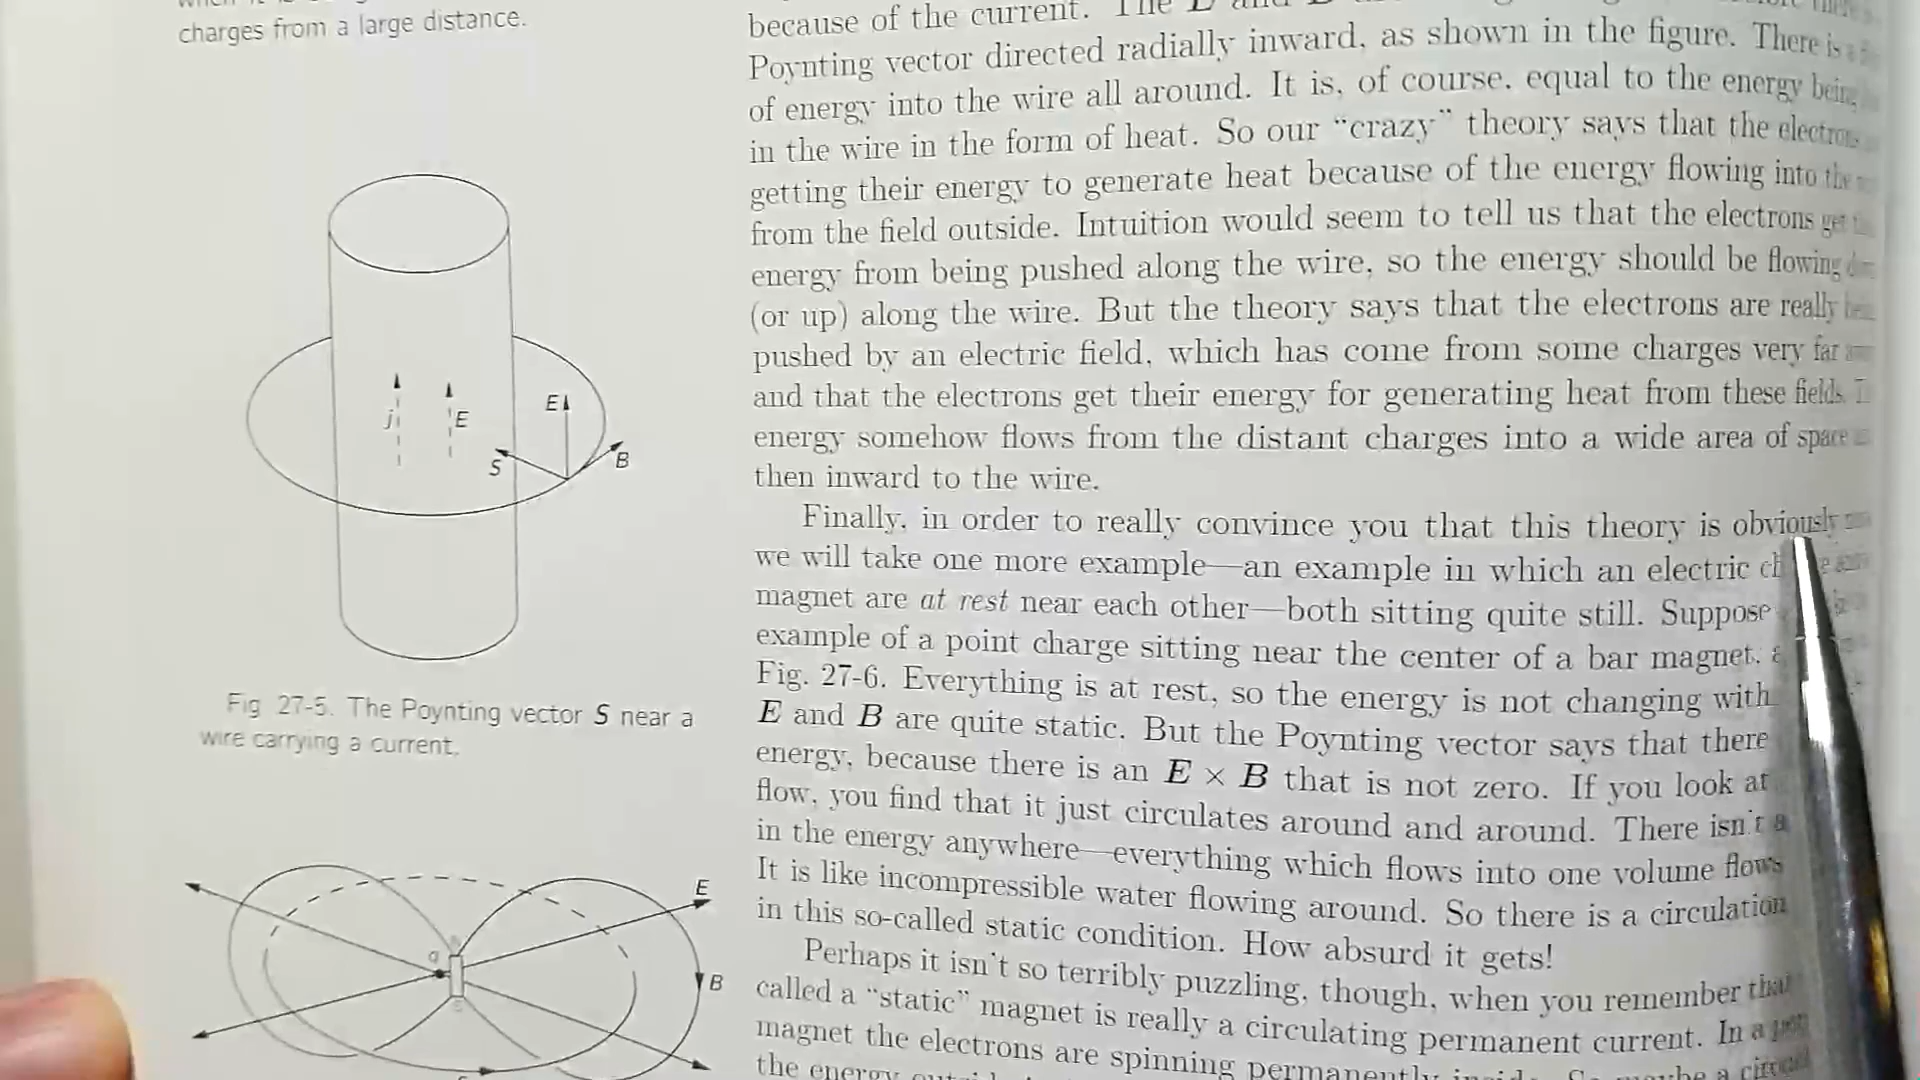 charges from a large distance.
j
E
E
S
B
Fig 27-5. The Poynting vector S near a
wire carrying a current.
E
B
because of the current. The E and B
Poynting vector directed radially inward, as shown in the figure. There is a
of energy into the wire all around. It is, of course, equal to the energy being
in the wire in the form of heat. So our “crazy” theory says that the
getting their energy to generate heat because of the energy flowing into the
from the field outside. Intuition would seem to tell us that the electrons get
energy from being pushed along the wire, so the energy should be flowing
(or up) along the wire. But the theory says that the electrons are really
pushed by an electric field, which has come from some charges very far
and that the electrons get their energy for generating heat from these fields.
energy somehow flows from the distant charges into a wide area of space
then inward to the wire.
Finally, in order to really convince you that this theory is obviously
we will take one more example—an example in which an electric
magnet are at rest near each other—both sitting quite still. Suppose
example of a point charge sitting near the center of a bar magnet,
Fig. 27-6. Everything is at rest, so the energy is not changing with
E and B are quite static. But the Poynting vector says that there
energy, because there is an E × B that is not zero. If you look at
flow, you find that it just circulates around and around. There isn't a
in the energy anywhere—everything which flows into one volume flows
It is like incompressible water flowing around. So there is a circulation
in this so-called static condition. How absurd it gets!
Perhaps it isn't so terribly puzzling, though, when you remember that
called a “static” magnet is really a circulating permanent current. In a
magnet the electrons are spinning permanently
the energy